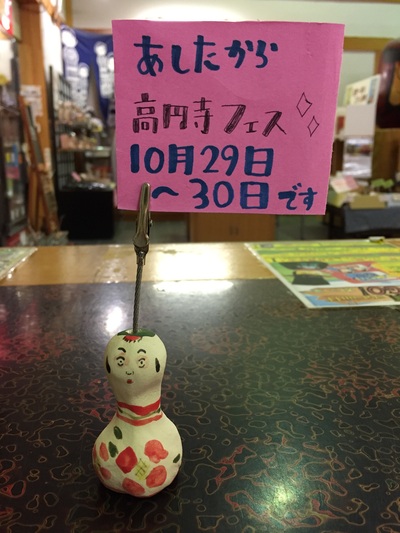 あしたから
高円寺フェス
10月29日
～30日です